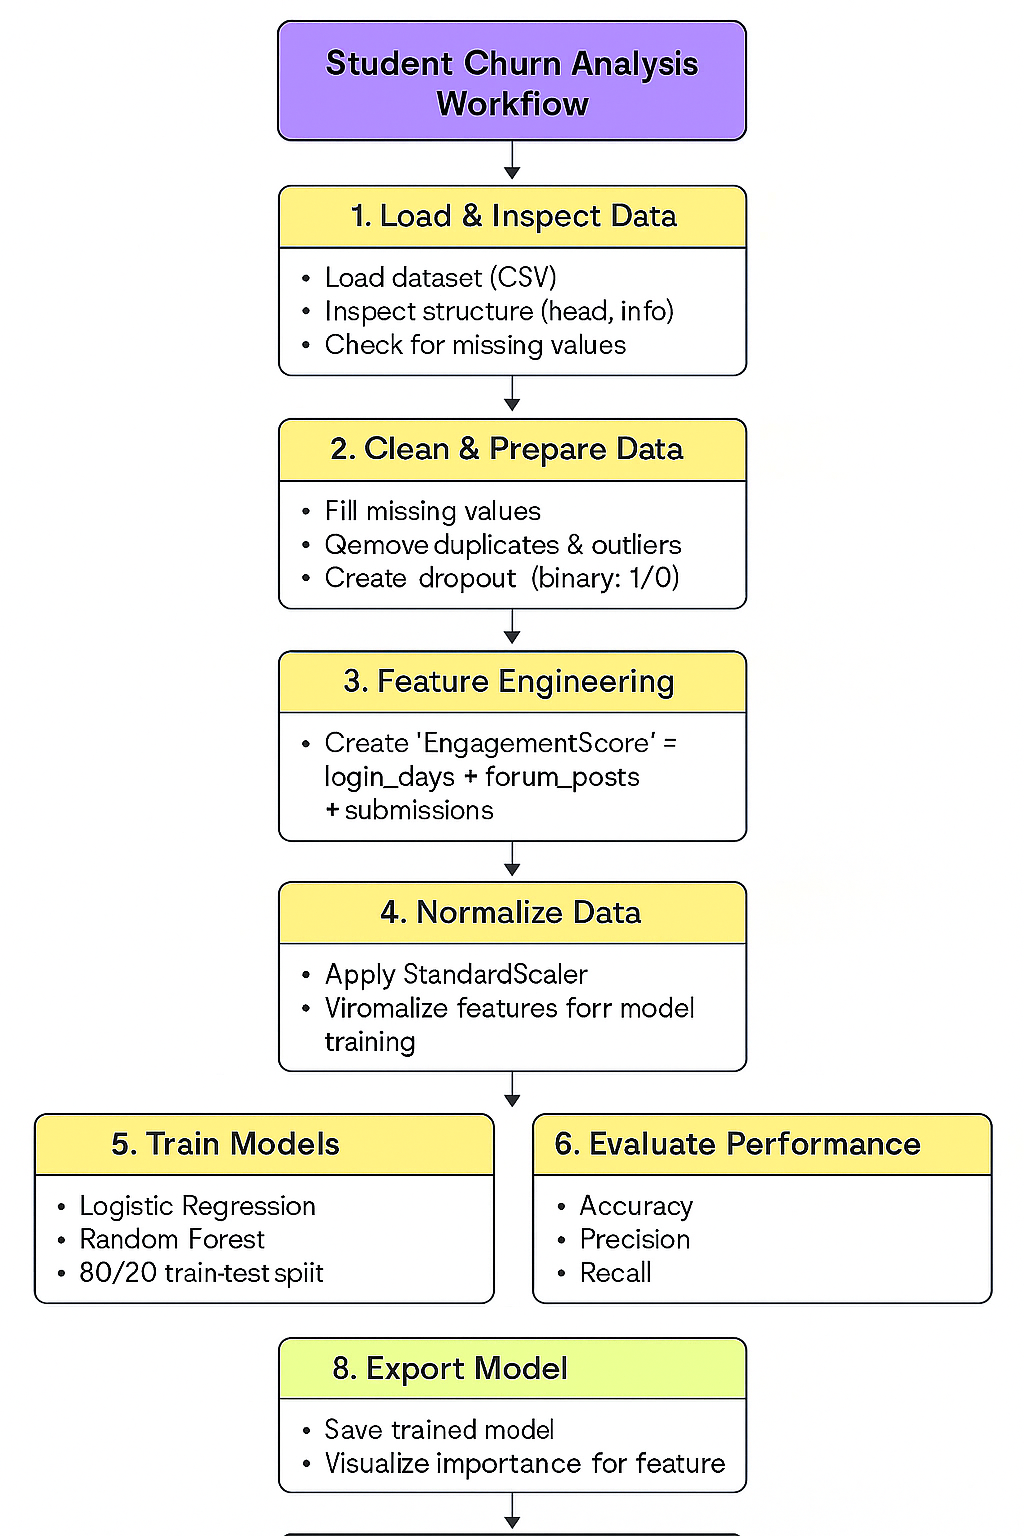 Student Churn Analysis
Workfiow
1. Load & Inspect Data
• Load dataset (CSV)
• Inspect structure (head, info)
• Check for missing values
2. Clean & Prepare Data
• Fill missing values
• Qemove duplicates & outliers
• Create dropout (binary: 1/0)
3. Feature Engineering
• Create 'EngagementScore' =
login_days + forum_posts
+ submissions
4. Normalize Data
• Apply StandardScaler
• Viromalize features forr model
training
5. Train Models
• Logistic Regression
• Random Forest
• 80/20 train-test spiit
6. Evaluate Performance
• Accuracy
• Precision
• Recall
8. Export Model
• Save trained model
• Visualize importance for feature